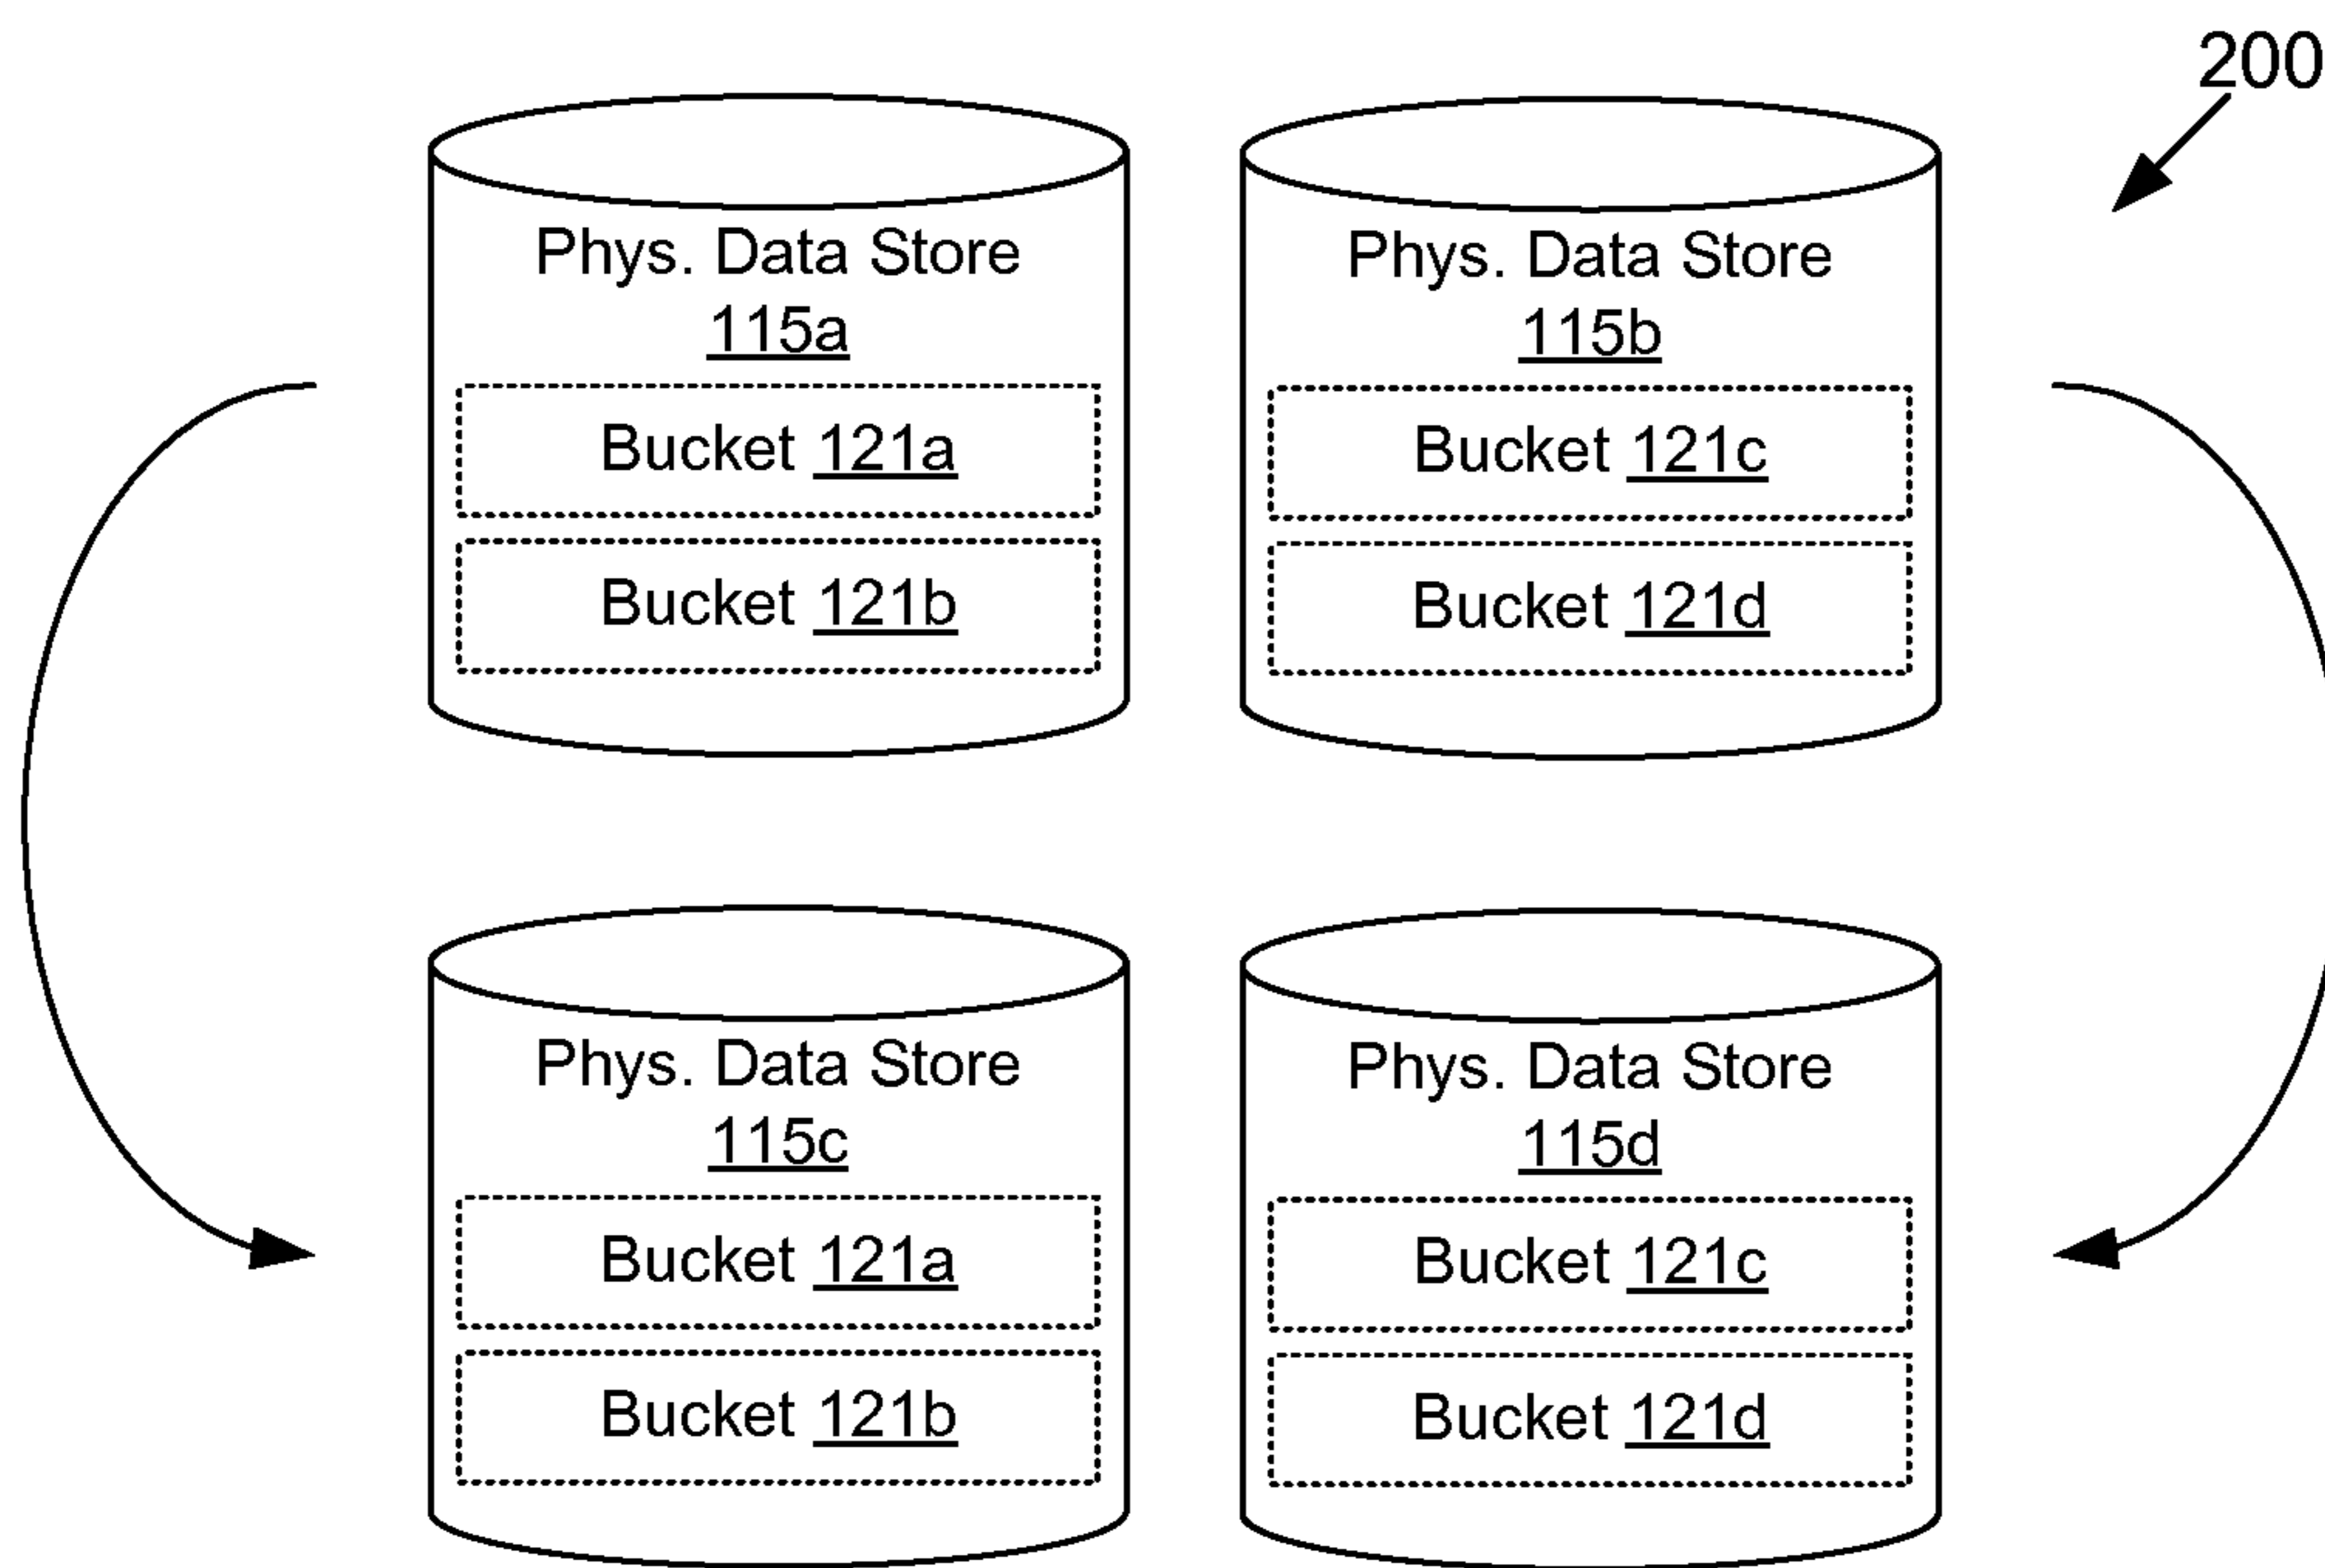 200
Phys. Data Store
115a
Bucket 121a
Bucket 121b
Phys. Data Store
115b
Bucket 121c
Bucket 121d
Phys. Data Store
115c
Bucket 121a
Bucket 121b
Phys. Data Store
115d
Bucket 121c
Bucket 121d